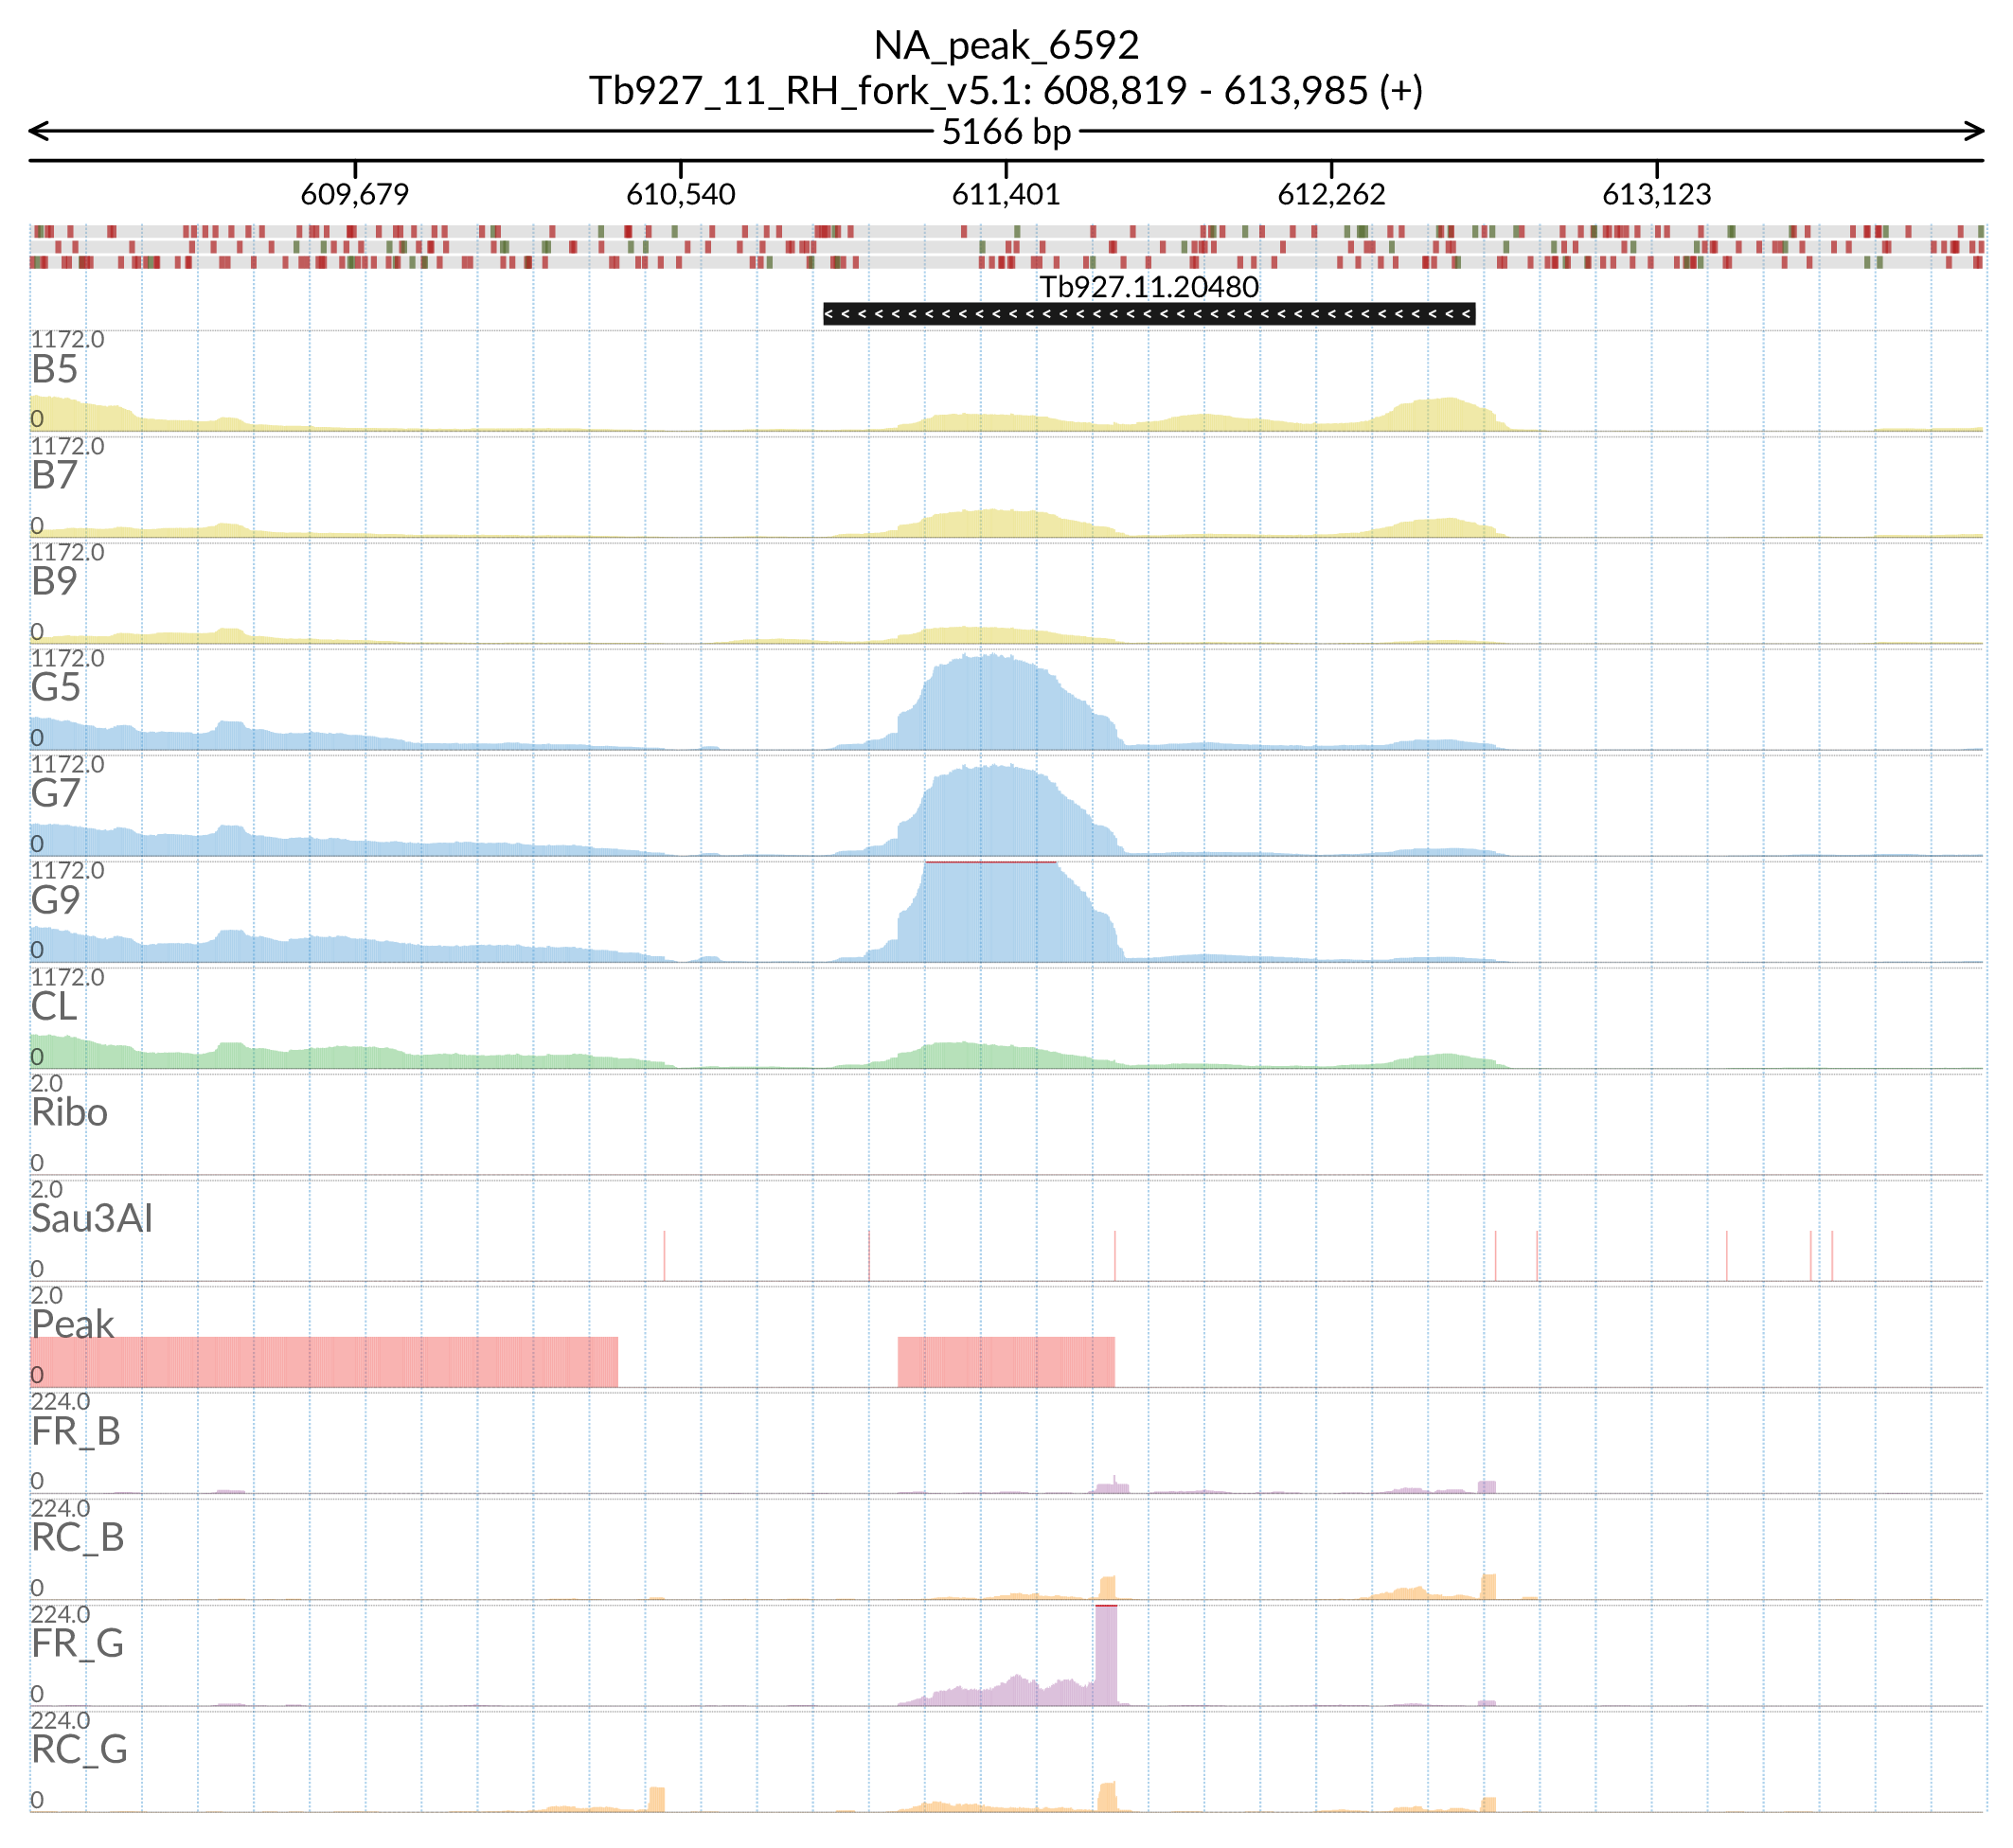 NA_peak_6592
Tb927_11_RH_fork_v5.1: 608,819 - 613,985 (+)
5166 bp
609,679 610,540 611,401 612,262 613,123
Tb927.11.20480
1172.0
B5
0
1172.0
B7
0
1172.0
B9
0
1172.0
G5
0
1172.0
G7
0
1172.0
G9
0
1172.0
CL
0
2.0
Ribo
0
2.0
Sau3AI
0
2.0
Peak
0
224.0
FR_B
0
224.0
RC_B
0
224.0
FR_G
0
224.0
RC_G
0